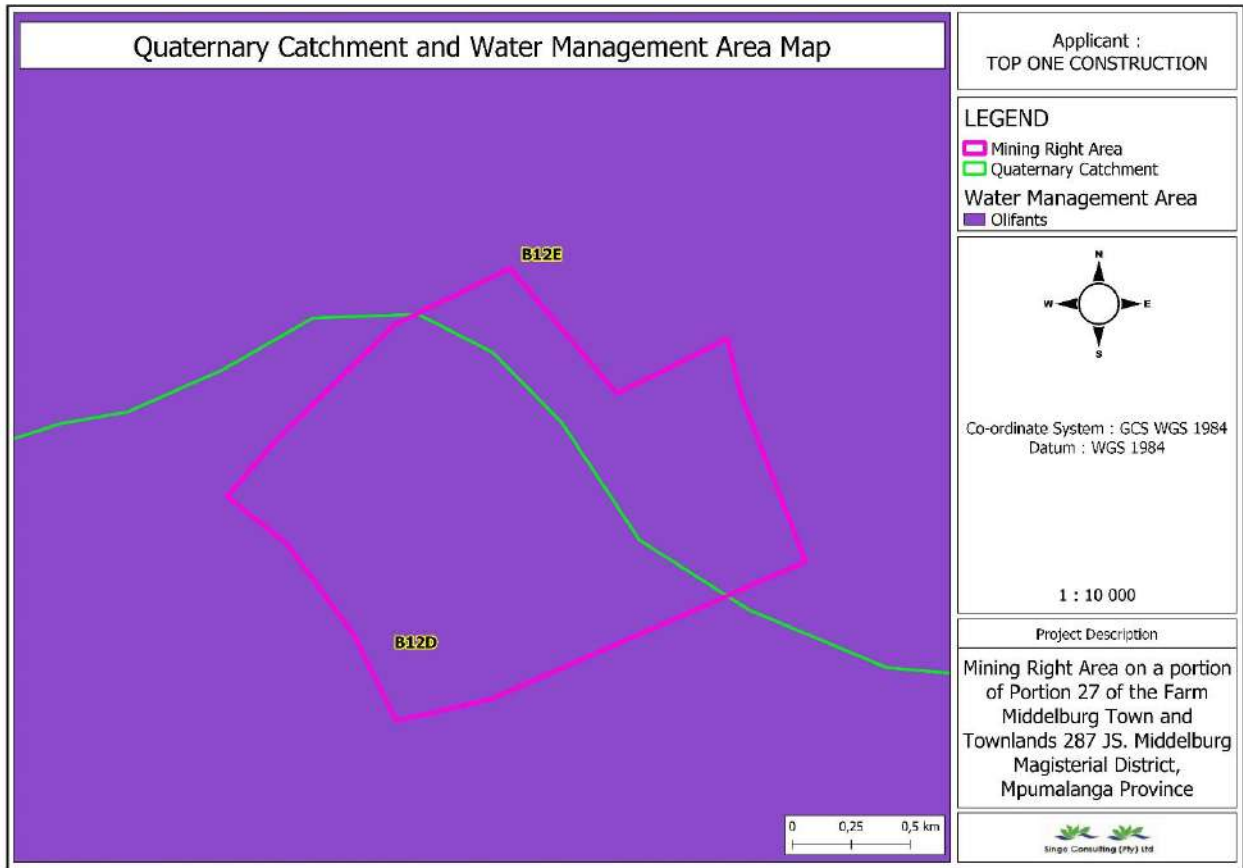 Quaternary Catchment and Water Management Area Map
B12E
B12D
0 0,25 0,5 km
Applicant :
TOP ONE CONSTRUCTION
LEGEND
Mining Right Area
Quaternary Catchment
Water Management Area
Olifants
N
W E
S
Co-ordinate System : GCS WGS 1984
Datum : WGS 1984
1 : 10 000
Project Description
Mining Right Area on a portion
of Portion 27 of the Farm
Middelburg Town and
Townlands 287 JS. Middelburg
Magisterial District,
Mpumalanga Province
Singo Consulting (Pty) Ltd